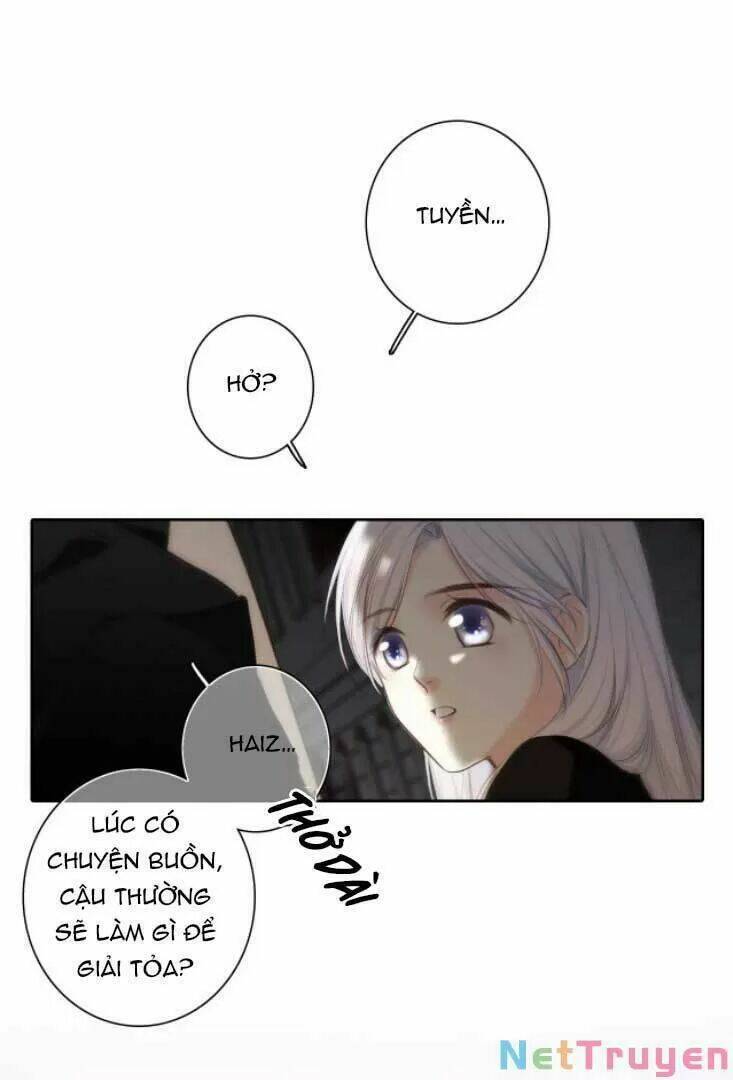 TUYỀN...
HỞ?
HAIZ...
THỞ DÀI
LÚC CÓ
CHUYỆN BUỒN,
CẬU THƯỜNG
SẼ LÀM GÌ ĐỂ
GIẢI TỎA?
NETTRUYEN